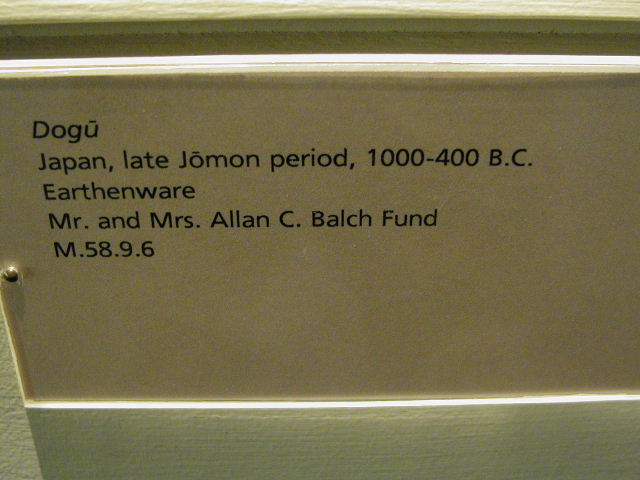 Dogū
Japan, late Jōmon period, 1000-400 B.C.
Earthenware
Mr. and Mrs. Allan C. Balch Fund
M.58.9.6